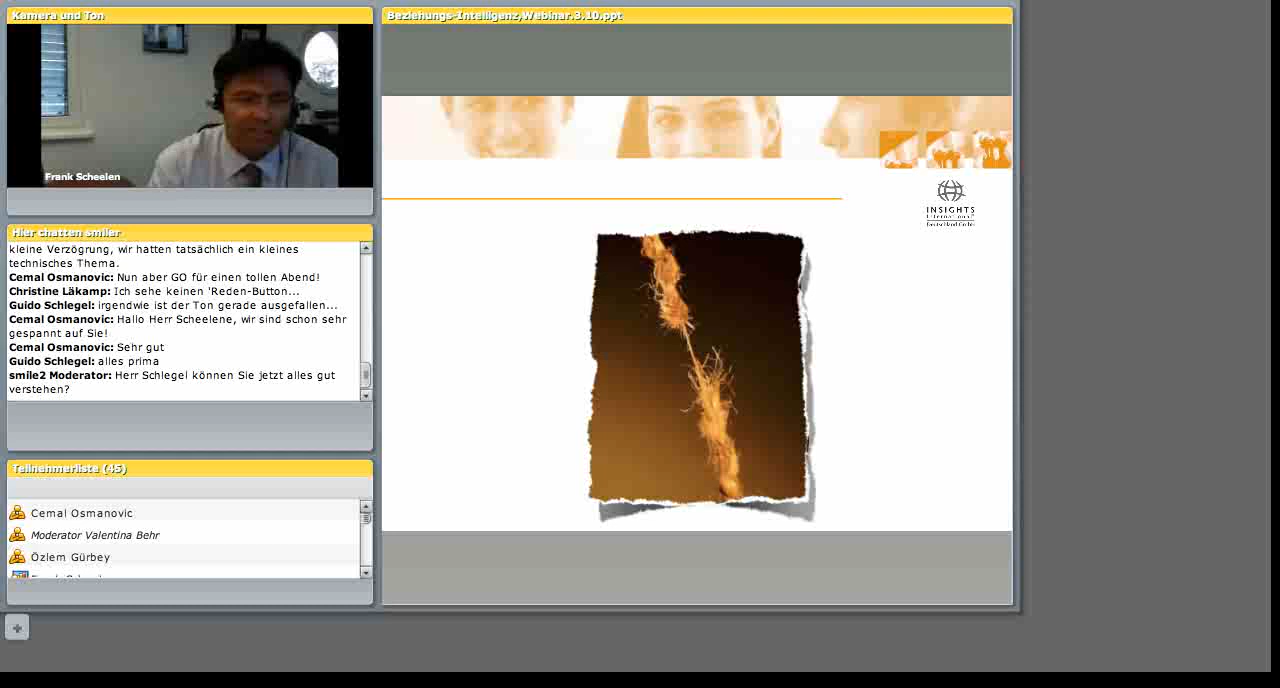 Kamera und Ton
Frank Scheelen
Hier chatten smiler
kleine Verzögrung, wir hatten tatsächlich ein kleines
technisches Thema.
Cemal Osmanovic: Nun aber GO für einen tollen Abend!
Christine Läkamp: Ich sehe keinen 'Reden-Button...
Guido Schlegel: irgendwie ist der Ton gerade ausgefallen...
Cemal Osmanovic: Hallo Herr Scheelene, wir sind schon sehr
gespannt auf Sie!
Cemal Osmanovic: Sehr gut
Guido Schlegel: alles prima
smile2 Moderator: Herr Schlegel können Sie jetzt alles gut
verstehen?
Teilnehmerliste (45)
Cemal Osmanovic
Moderator Valentina Behr
Özlem Gürbey
Beziehungs-Intelligenz,Webinar.3.10.ppt
INSIGHTS
International
Deutschland GmbH